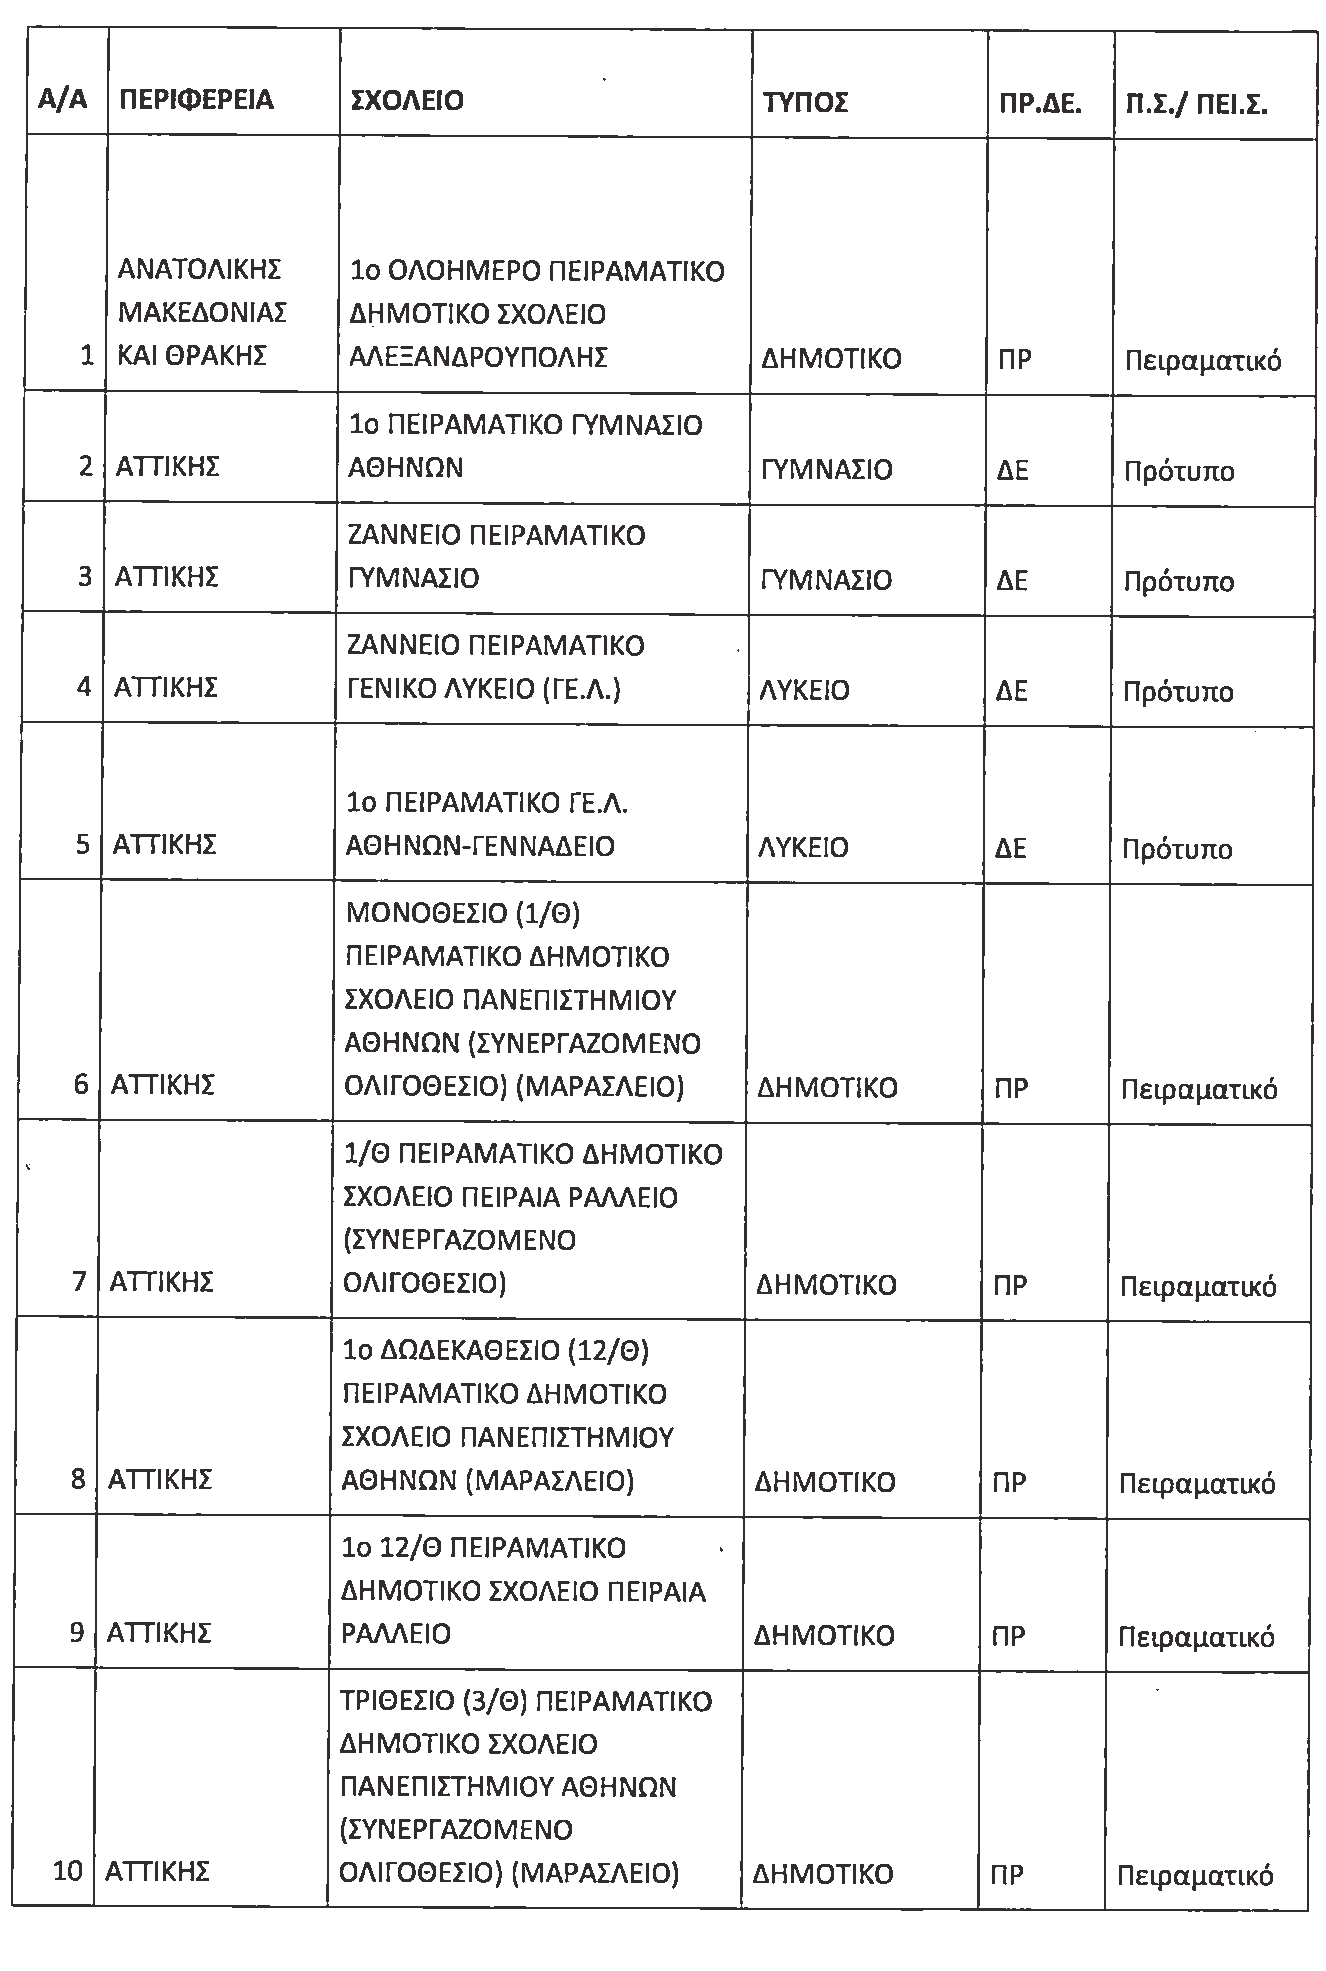 Α/Α ΠΕΡΙΦΕΡΕΙΑ ΣΧΟΛΕΙΟ ΤΥΠΟΣ ΠΡ.ΔΕ. Π.Σ./ ΠΕΙ.Σ.
ΑΝΑΤΟΛΙΚΗΣ 1ο ΟΛΟΗΜΕΡΟ ΠΕΙΡΑΜΑΤΙΚΟ
ΜΑΚΕΔΟΝΙΑΣ ΔΗΜΟΤΙΚΟ ΣΧΟΛΕΙΟ
1 ΚΑΙ ΘΡΑΚΗΣ ΑΛΕΞΑΝΔΡΟΥΠΟΛΗΣ ΔΗΜΟΤΙΚΟ ΠΡ Πειραματικό
1ο ΠΕΙΡΑΜΑΤΙΚΟ ΓΥΜΝΑΣΙΟ
2 ΑΤΤΙΚΗΣ ΑΘΗΝΩΝ ΓΥΜΝΑΣΙΟ ΔΕ Πρότυπο
ΖΑΝΝΕΙΟ ΠΕΙΡΑΜΑΤΙΚΟ
3 ΑΤΤΙΚΗΣ ΓΥΜΝΑΣΙΟ ΓΥΜΝΑΣΙΟ ΔΕ Πρότυπο
ΖΑΝΝΕΙΟ ΠΕΙΡΑΜΑΤΙΚΟ
4 ΑΤΤΙΚΗΣ ΓΕΝΙΚΟ ΛΥΚΕΙΟ (ΓΕ.Λ.) ΛΥΚΕΙΟ ΔΕ Πρότυπο
1ο ΠΕΙΡΑΜΑΤΙΚΟ ΓΕ.Λ.
5 ΑΤΤΙΚΗΣ ΑΘΗΝΩΝ-ΓΕΝΝΑΔΕΙΟ ΛΥΚΕΙΟ ΔΕ Πρότυπο
ΜΟΝΟΘΕΣΙΟ (1/Θ)
ΠΕΙΡΑΜΑΤΙΚΟ ΔΗΜΟΤΙΚΟ
ΣΧΟΛΕΙΟ ΠΑΝΕΠΙΣΤΗΜΙΟΥ
ΑΘΗΝΩΝ (ΣΥΝΕΡΓΑΖΟΜΕΝΟ
6 ΑΤΤΙΚΗΣ ΟΛΙΓΟΘΕΣΙΟ) (ΜΑΡΑΣΛΕΙΟ) ΔΗΜΟΤΙΚΟ ΠΡ Πειραματικό
1/Θ ΠΕΙΡΑΜΑΤΙΚΟ ΔΗΜΟΤΙΚΟ
ΣΧΟΛΕΙΟ ΠΕΙΡΑΙΑ ΡΑΛΛΕΙΟ
(ΣΥΝΕΡΓΑΖΟΜΕΝΟ
7 ΑΤΤΙΚΗΣ ΟΛΙΓΟΘΕΣΙΟ) ΔΗΜΟΤΙΚΟ ΠΡ Πειραματικό
1ο ΔΩΔΕΚΑΘΕΣΙΟ (12/Θ)
ΠΕΙΡΑΜΑΤΙΚΟ ΔΗΜΟΤΙΚΟ
ΣΧΟΛΕΙΟ ΠΑΝΕΠΙΣΤΗΜΙΟΥ
8 ΑΤΤΙΚΗΣ ΑΘΗΝΩΝ (ΜΑΡΑΣΛΕΙΟ) ΔΗΜΟΤΙΚΟ ΠΡ Πειραματικό
1ο 12/Θ ΠΕΙΡΑΜΑΤΙΚΟ
ΔΗΜΟΤΙΚΟ ΣΧΟΛΕΙΟ ΠΕΙΡΑΙΑ
9 ΑΤΤΙΚΗΣ ΡΑΛΛΕΙΟ ΔΗΜΟΤΙΚΟ ΠΡ Πειραματικό
ΤΡΙΘΕΣΙΟ (3/Θ) ΠΕΙΡΑΜΑΤΙΚΟ
ΔΗΜΟΤΙΚΟ ΣΧΟΛΕΙΟ
ΠΑΝΕΠΙΣΤΗΜΙΟΥ ΑΘΗΝΩΝ
(ΣΥΝΕΡΓΑΖΟΜΕΝΟ
10 ΑΤΤΙΚΗΣ ΟΛΙΓΟΘΕΣΙΟ) (ΜΑΡΑΣΛΕΙΟ) ΔΗΜΟΤΙΚΟ ΠΡ Πειραματικό